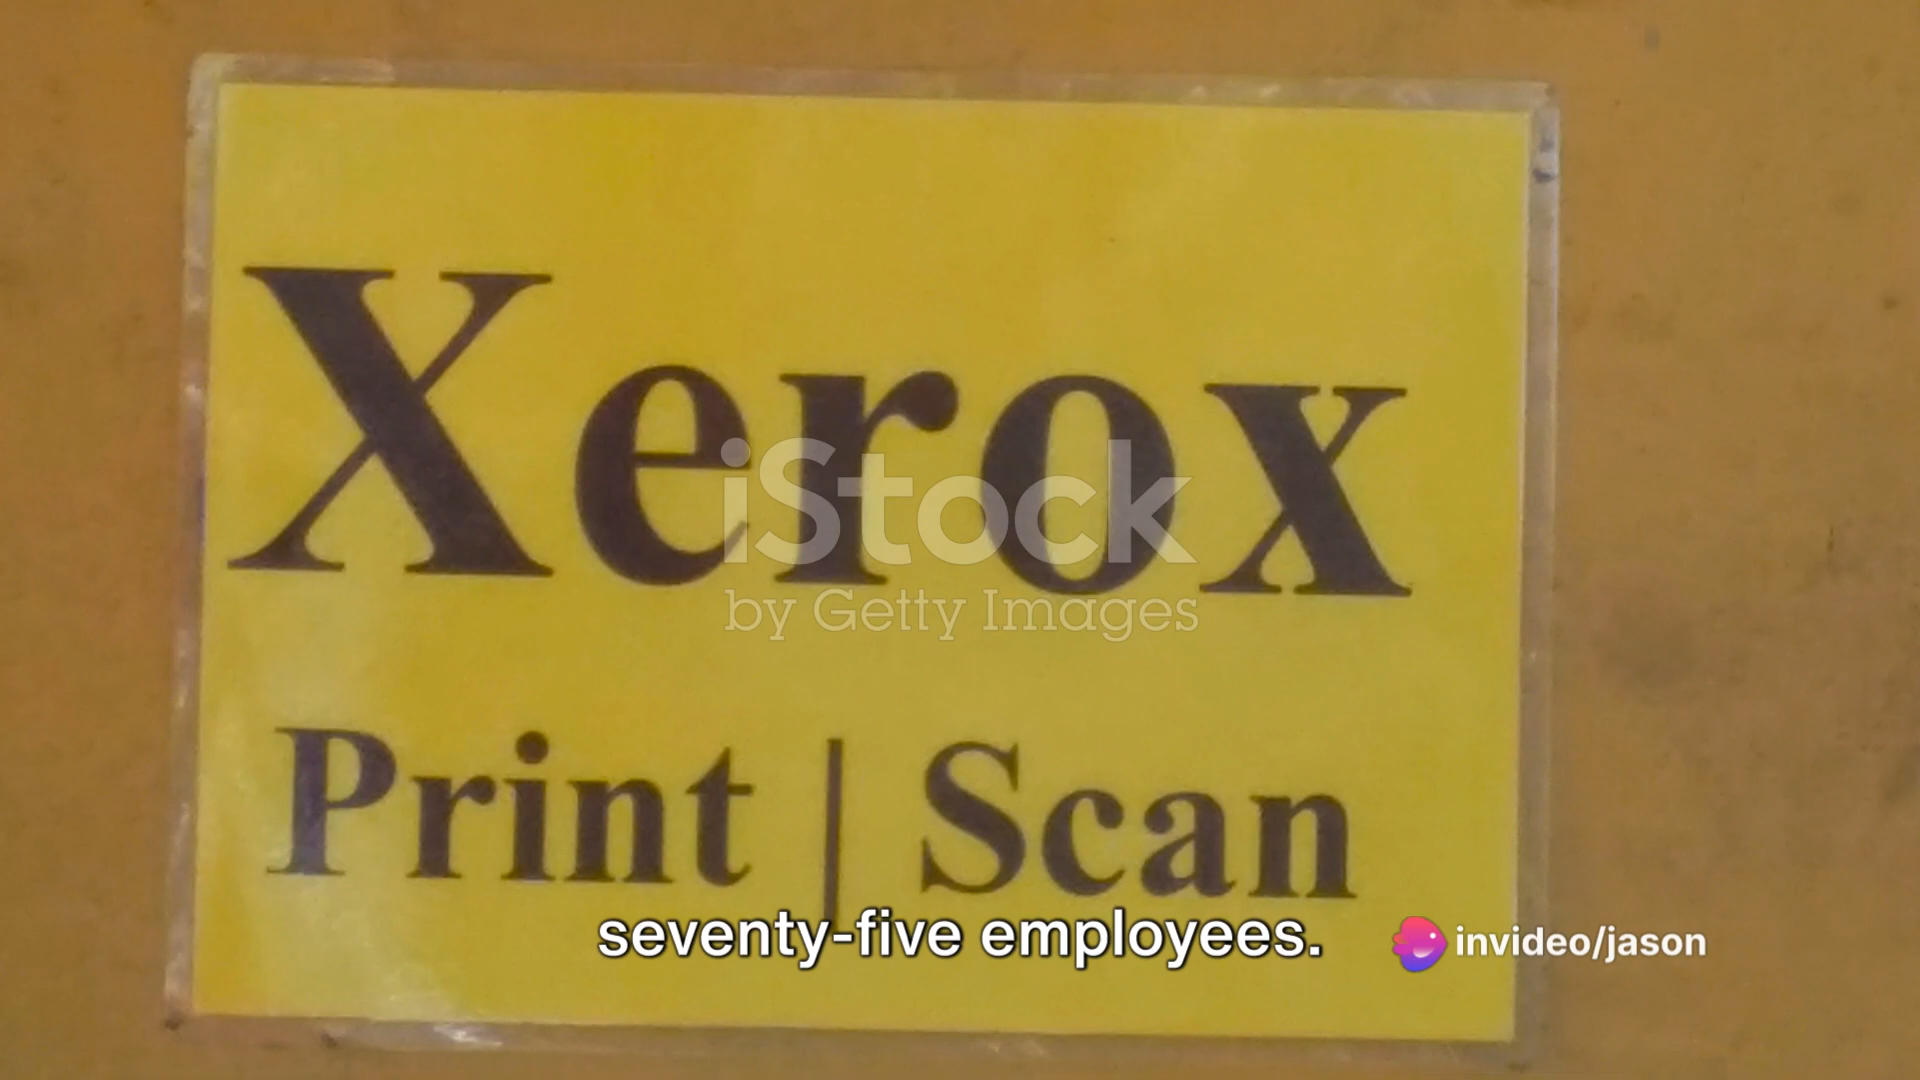 Xerox
iStock
by Getty Images
Print | Scan
seventy-five employees.
invideo/jason